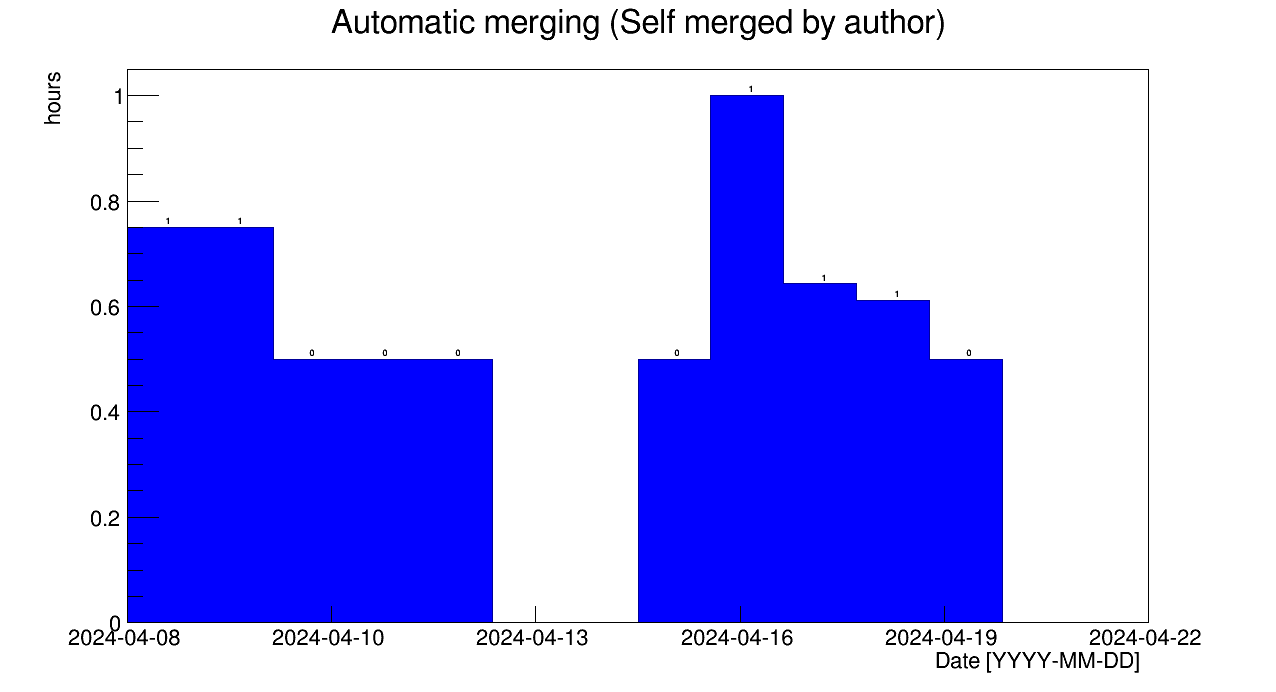 Automatic merging (Self merged by author)
hours
1
0.8
0.6
0.4
0.2
0
1 1 0 0 0 0 1 1 1 0
2024-04-08 2024-04-10 2024-04-13 2024-04-16 2024-04-19 2024-04-22
Date [YYYY-MM-DD]